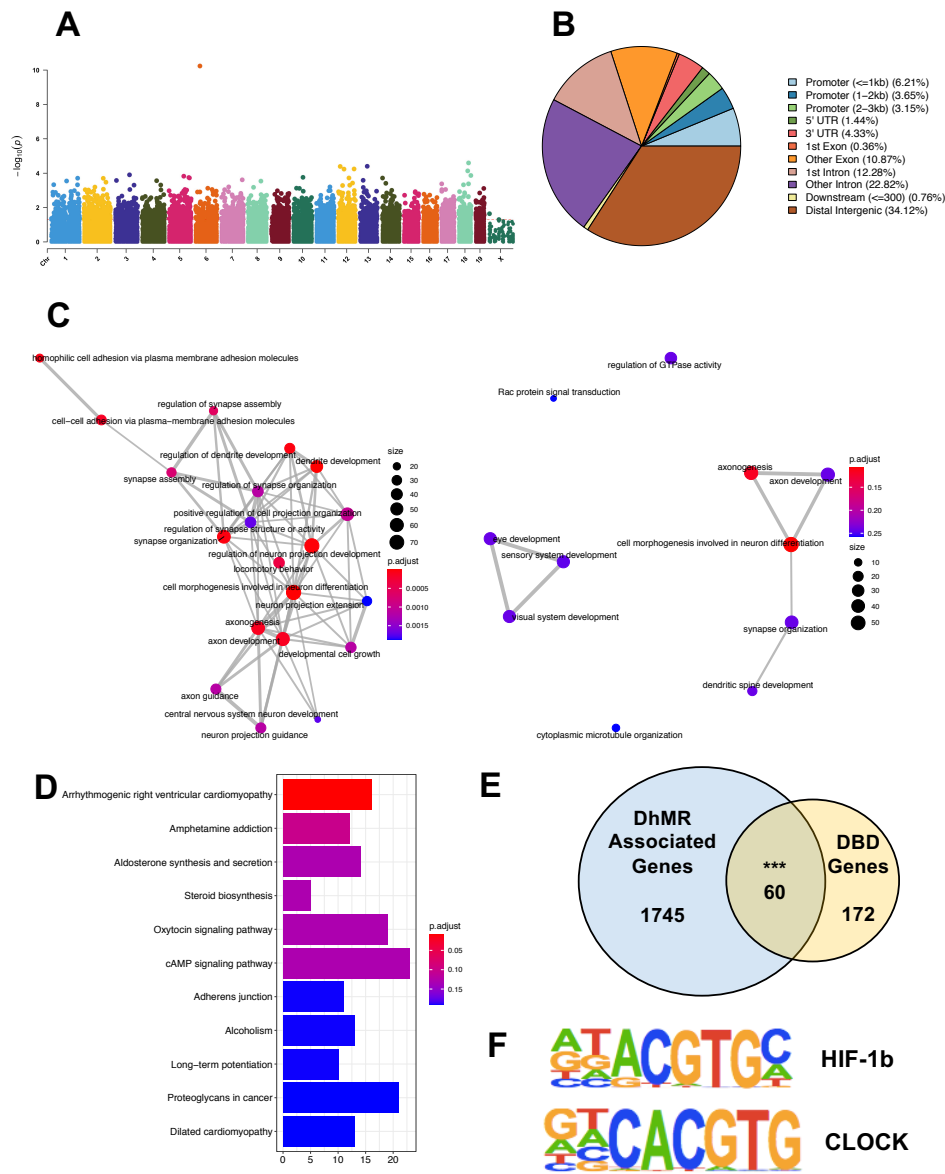 A
10
8
6
4
2
0
−log10(p)
Chr
1
2
3
4
5
6
7
8
9
10
11
12
13
14
15
16
17
18
19
X
B
Promoter (<=1kb) (6.21%)
Promoter (1−2kb) (3.65%)
Promoter (2−3kb) (3.15%)
5' UTR (1.44%)
3' UTR (4.33%)
1st Exon (0.36%)
Other Exon (10.87%)
1st Intron (12.28%)
Other Intron (22.82%)
Downstream (<=300) (0.76%)
Distal Intergenic (34.12%)
C
homophilic cell adhesion via plasma membrane adhesion molecules
regulation of synapse assembly
cell−cell adhesion via plasma−membrane adhesion molecules
regulation of dendrite development
dendrite development
synapse assembly
regulation of synapse organization
positive regulation of cell projection organization
regulation of synapse structure or activity
synapse organization
regulation of neuron projection development
locomotory behavior
cell morphogenesis involved in neuron differentiation
neuron projection extension
axonogenesis
axon development
developmental cell growth
axon guidance
central nervous system neuron development
neuron projection guidance
size
20
30
40
50
60
70
p.adjust
0.0005
0.0010
0.0015
regulation of GTPase activity
Rac protein signal transduction
axonogenesis
axon development
eye development
sensory system development
cell morphogenesis involved in neuron differentiation
visual system development
synapse organization
dendritic spine development
cytoplasmic microtubule organization
p.adjust
0.15
0.20
0.25
size
10
20
30
40
50
D
Arrhythmogenic right ventricular cardiomyopathy
Amphetamine addiction
Aldosterone synthesis and secretion
Steroid biosynthesis
Oxytocin signaling pathway
cAMP signaling pathway
Adherens junction
Alcoholism
Long−term potentiation
Proteoglycans in cancer
Dilated cardiomyopathy
0
5
10
15
20
p.adjust
0.05
0.10
0.15
E
DhMR
Associated
Genes
1745
***
60
DBD
Genes
172
F
ACGTGC
HIF-1b
CACGTG
CLOCK